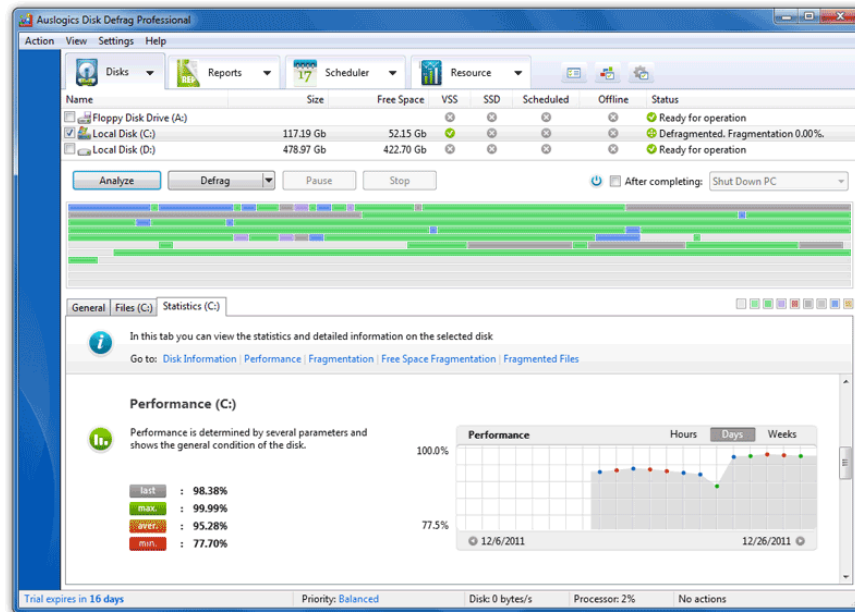 Auslogics Disk Defrag Professional
Action View Settings Help
Disks Reports 17 Scheduler Resource
Name Size Free Space VSS SSD Scheduled Offline Status
Floppy Disk Drive (A:) Ready for operation
Local Disk (C:) 117.19 Gb 52.15 Gb Defragmented. Fragmentation 0.00%.
Local Disk (D:) 478.97 Gb 422.70 Gb Ready for operation
Analyze Defrag Pause Stop After completing: Shut Down PC
General Files (C:) Statistics (C:)
In this tab you can view the statistics and detailed information on the selected disk
Go to: Disk Information | Performance | Fragmentation | Free Space Fragmentation | Fragmented Files
Performance (C:)
Performance is determined by several parameters and
shows the general condition of the disk.
last : 98.38%
max. : 99.99%
aver. : 95.28%
min. : 77.70%
Performance Hours Days Weeks
100.0%
77.5%
12/6/2011 12/26/2011
Trial expires in 16 days Priority: Balanced Disk: 0 bytes/s Processor: 2% No actions